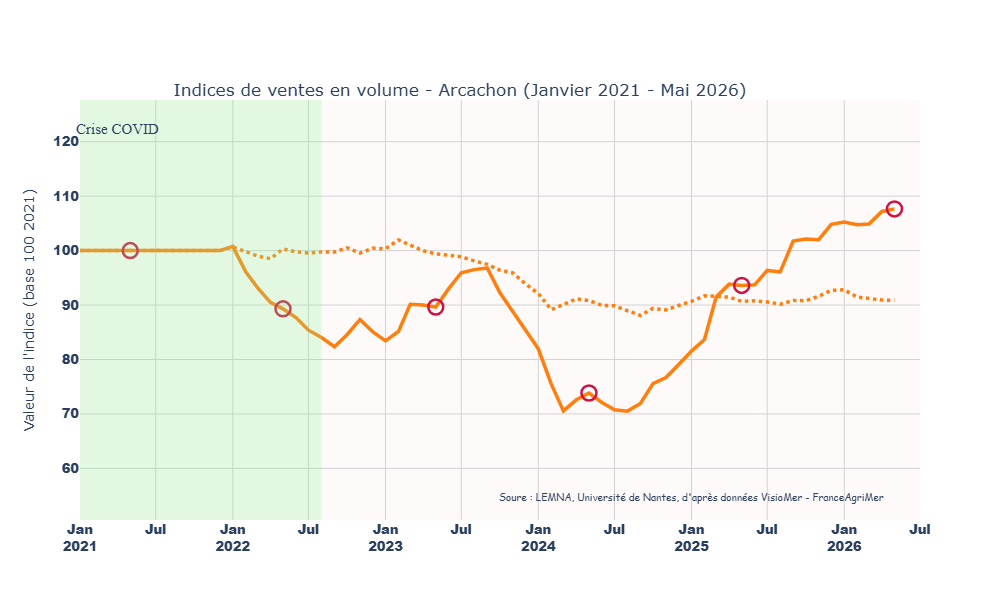 Indices de ventes en volume - Arcachon (Janvier 2021 - Mai 2026)
Crise COVID
Valeur de l'indice (base 100 2021)
120
110
100
90
80
70
60
Soure : LEMNA, Université de Nantes, d'après données VisioMer - FranceAgriMer
Jan Jul Jan Jul Jan Jul Jan Jul Jan Jul Jan Jul
2021 2022 2023 2024 2025 2026